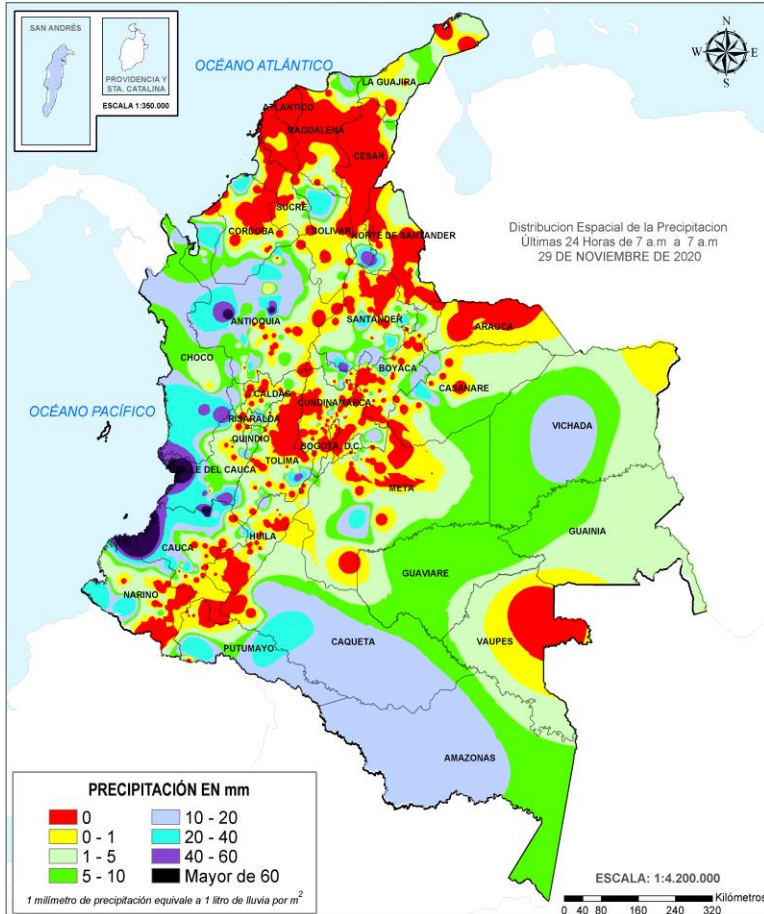 SAN ANDRÉS
PROVIDENCIA Y
STA. CATALINA
ESCALA 1:350.000
OCÉANO ATLÁNTICO
N
W
E
S
LA GUAJIRA
ATLANTICO
MAGDALENA
CESAR
SUCRE
CORDOBA
BOLIVAR
NORTE DE SANTANDER
Distribucion Espacial de la Precipitacion
Últimas 24 Horas de 7 a.m a 7 a.m
29 DE NOVIEMBRE DE 2020
ANTIOQUIA
SANTANDER
ARAUCA
CHOCO
BOYACA
CASANARE
CALDAS
CUNDINAMARCA
OCÉANO PACÍFICO
RISARALDA
VICHADA
QUINDIO
BOGOTA, D.C.
TOLIMA
VALLE DEL CAUCA
META
GUAINIA
HUILA
CAUCA
GUAVIARE
NARINO
VAUPES
CAQUETA
PUTUMAYO
AMAZONAS
PRECIPITACIÓN EN mm
0
10 - 20
0 - 1
20 - 40
1 - 5
40 - 60
5 - 10
Mayor de 60
1 milímetro de precipitación equivale a 1 litro de lluvia por m²
ESCALA: 1:4.200.000
Kilómetros
0 40 80 160 240 320